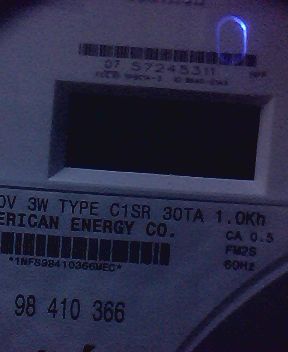 07 57245311
0V 3W TYPE C1SR 30TA 1.0Kh
ERICAN ENERGY CO.
CA 0.5
FM2S
*1NFS98410366MEO*
60Hz
98 410 366